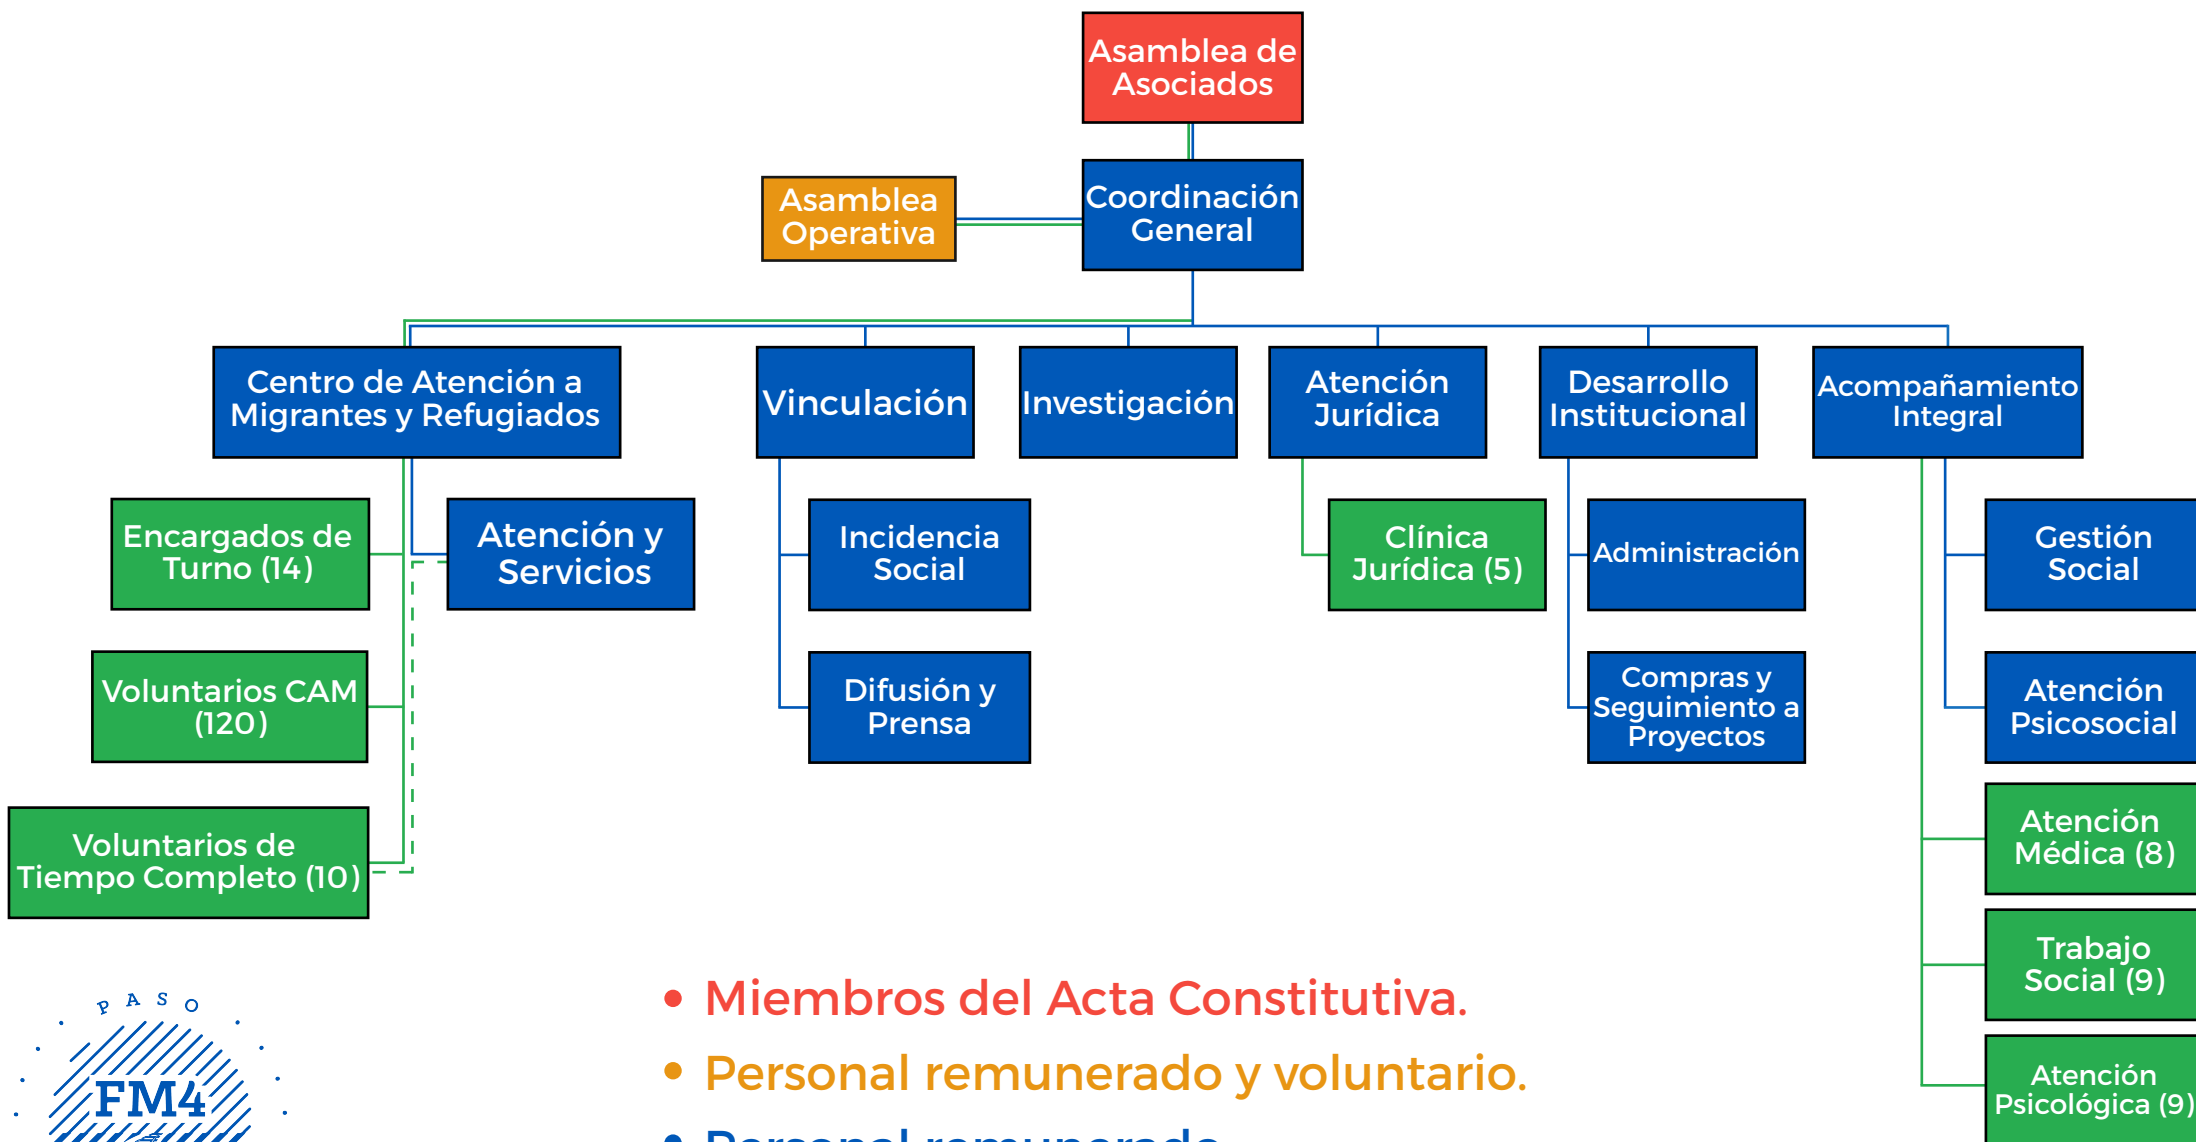 Asamblea de
Asociados
Asamblea
Operativa
Coordinación
General
Centro de Atención a
Migrantes y Refugiados
Vinculación
Investigación
Atención
Jurídica
Desarrollo
Institucional
Acompañamiento
Integral
Encargados de
Turno (14)
Atención y
Servicios
Incidencia
Social
Clínica
Jurídica (5)
Administración
Gestión
Social
Voluntarios CAM
(120)
Difusión y
Prensa
Compras y
Seguimiento a
Proyectos
Atención
Psicosocial
Voluntarios de
Tiempo Completo (10)
Atención
Médica (8)
Trabajo
Social (9)
Atención
Psicológica (9)
PASO
FM4
• Miembros del Acta Constitutiva.
• Personal remunerado y voluntario.
• Personal remunerado